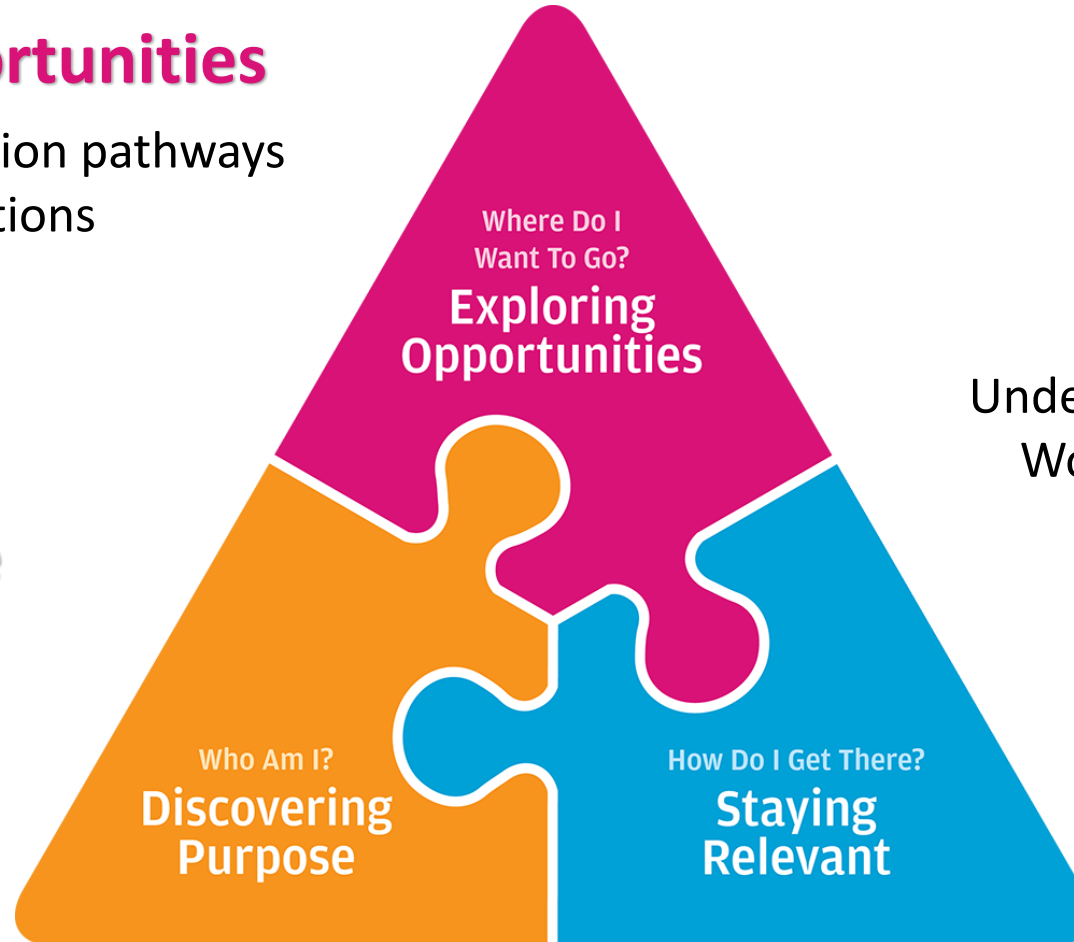 rtunities
ion pathways
tions
Where Do I
Want To Go?
Exploring
Opportunities
Unde
Wo
Who Am I?
Discovering
Purpose
How Do I Get There?
Staying
Relevant